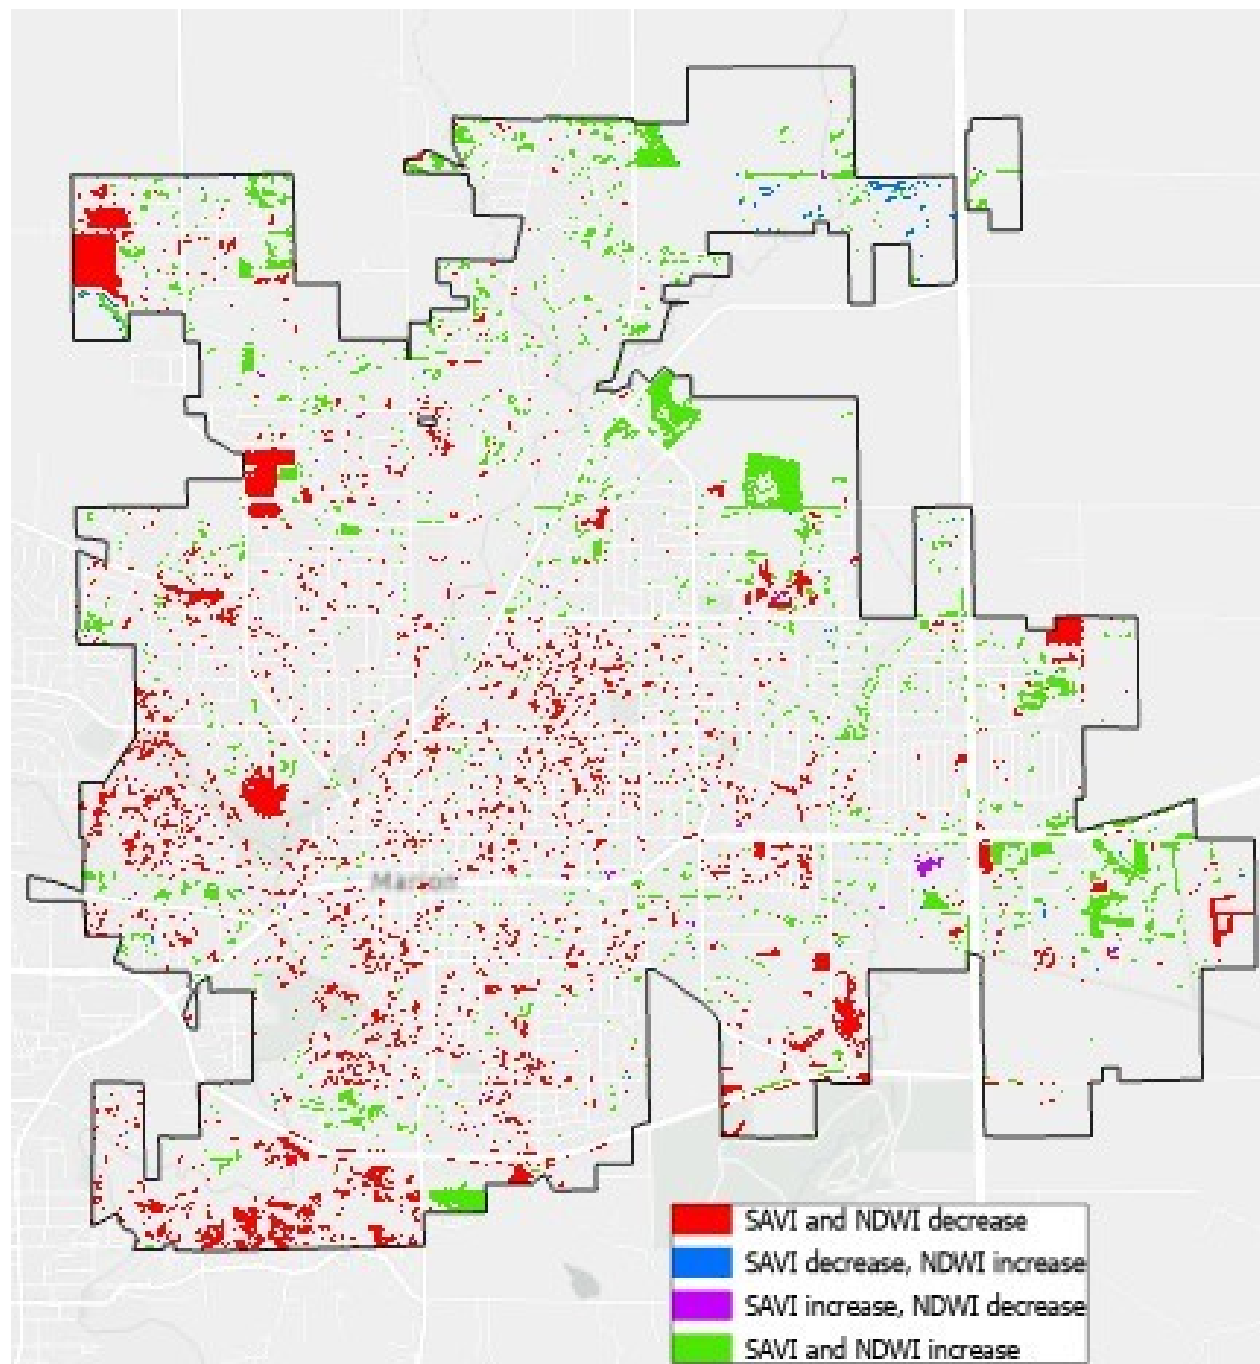 Marion
SAVI and NDWI decrease
SAVI decrease, NDWI increase
SAVI increase, NDWI decrease
SAVI and NDWI increase